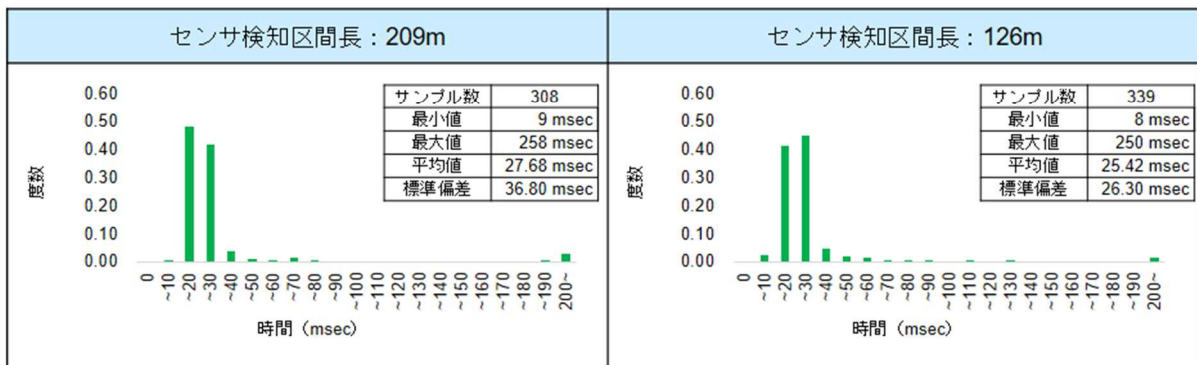 センサ検知区間長：209m
センサ検知区間長：126m
0.60
0.50
0.40
0.30
0.20
0.10
0.00
度数
サンプル数 308
最小値 9 msec
最大値 258 msec
平均値 27.68 msec
標準偏差 36.80 msec
0 ~10 ~20 ~30 ~40 ~50 ~60 ~70 ~80 ~90 ~100 ~110 ~120 ~130 ~140 ~150 ~160 ~170 ~180 ~190 200~
時間（msec）
0.60
0.50
0.40
0.30
0.20
0.10
0.00
度数
サンプル数 339
最小値 8 msec
最大値 250 msec
平均値 25.42 msec
標準偏差 26.30 msec
0 ~10 ~20 ~30 ~40 ~50 ~60 ~70 ~80 ~90 ~100 ~110 ~120 ~130 ~140 ~150 ~160 ~170 ~180 ~190 200~
時間（msec）